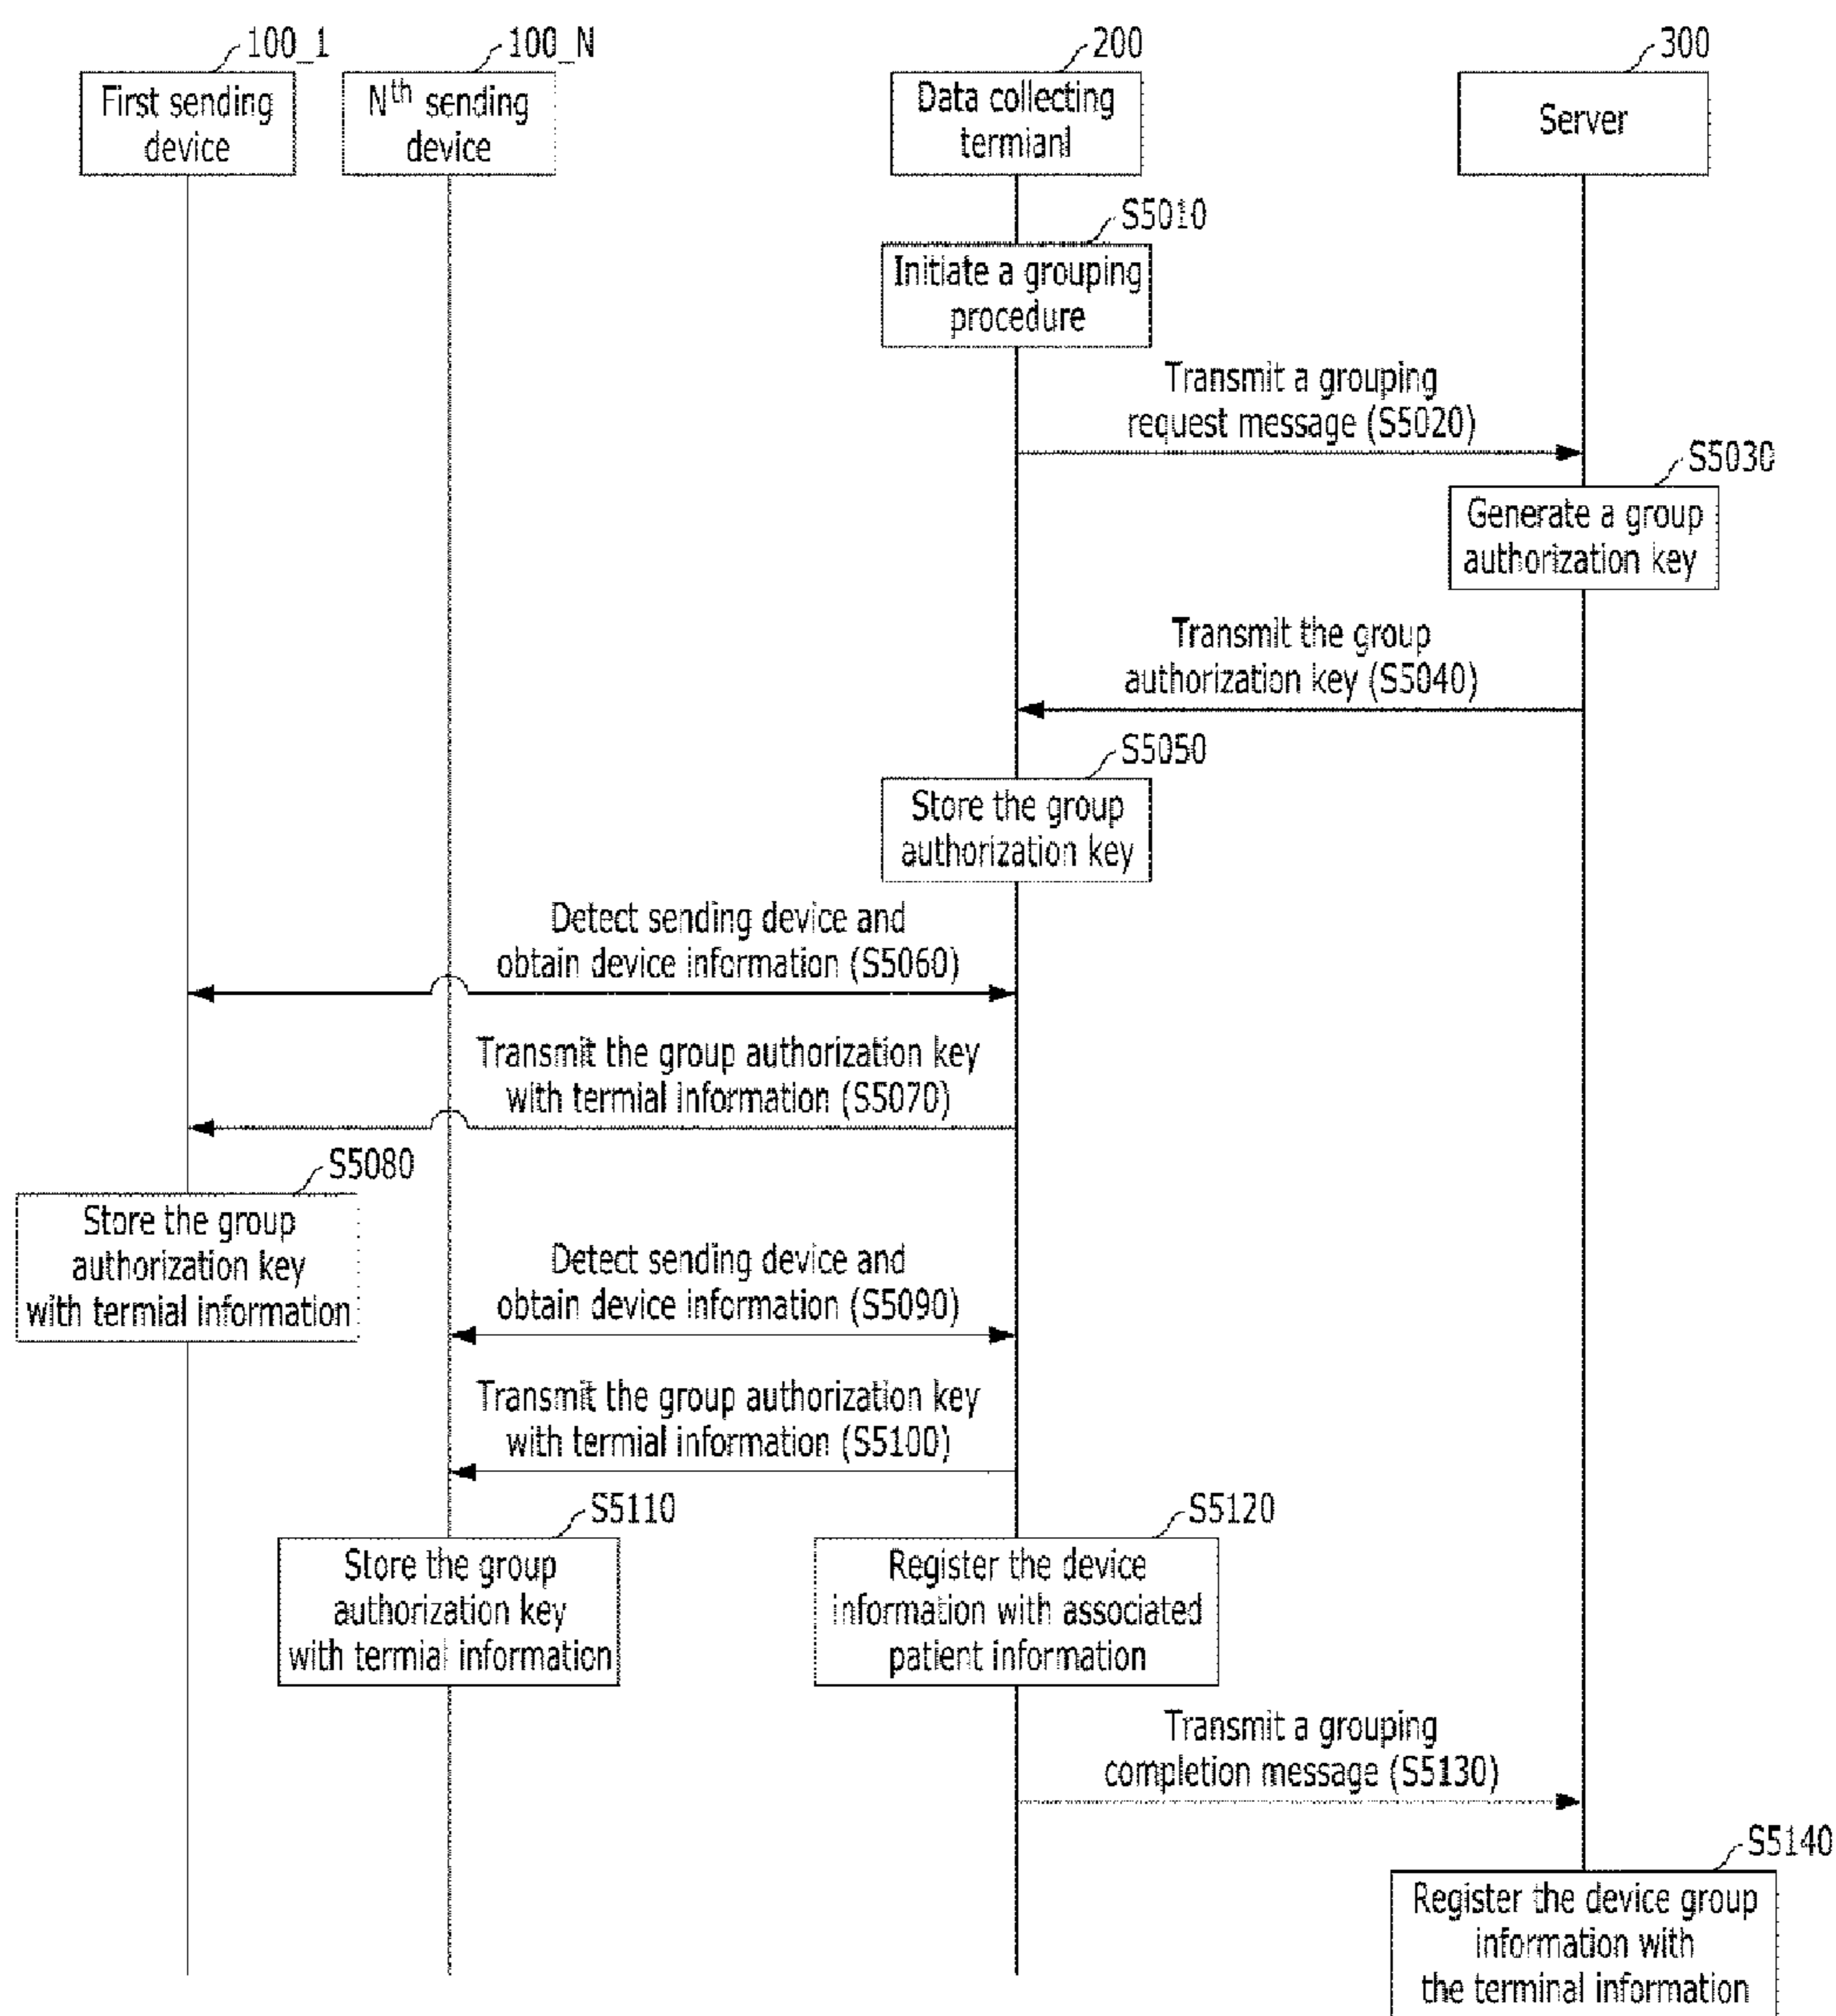 100_1
100_N
200
300
First sending
device
Nth sending
device
Data collecting
termianl
Server
S5010
Initiate a grouping
procedure
Transmit a grouping
request message (S5020)
S5030
Generate a group
authorization key
Transmit the group
authorization key (S5040)
S5050
Store the group
authorization key
Detect sending device and
obtain device information (S5060)
Transmit the group authorization key
with termial information (S5070)
S5080
Store the group
authorization key
with termial information
Detect sending device and
obtain device information (S5090)
Transmit the group authorization key
with termial information (S5100)
S5110
Store the group
authorization key
with termial information
S5120
Register the device
information with associated
patient information
Transmit a grouping
completion message (S5130)
S5140
Register the device group
information with
the terminal information